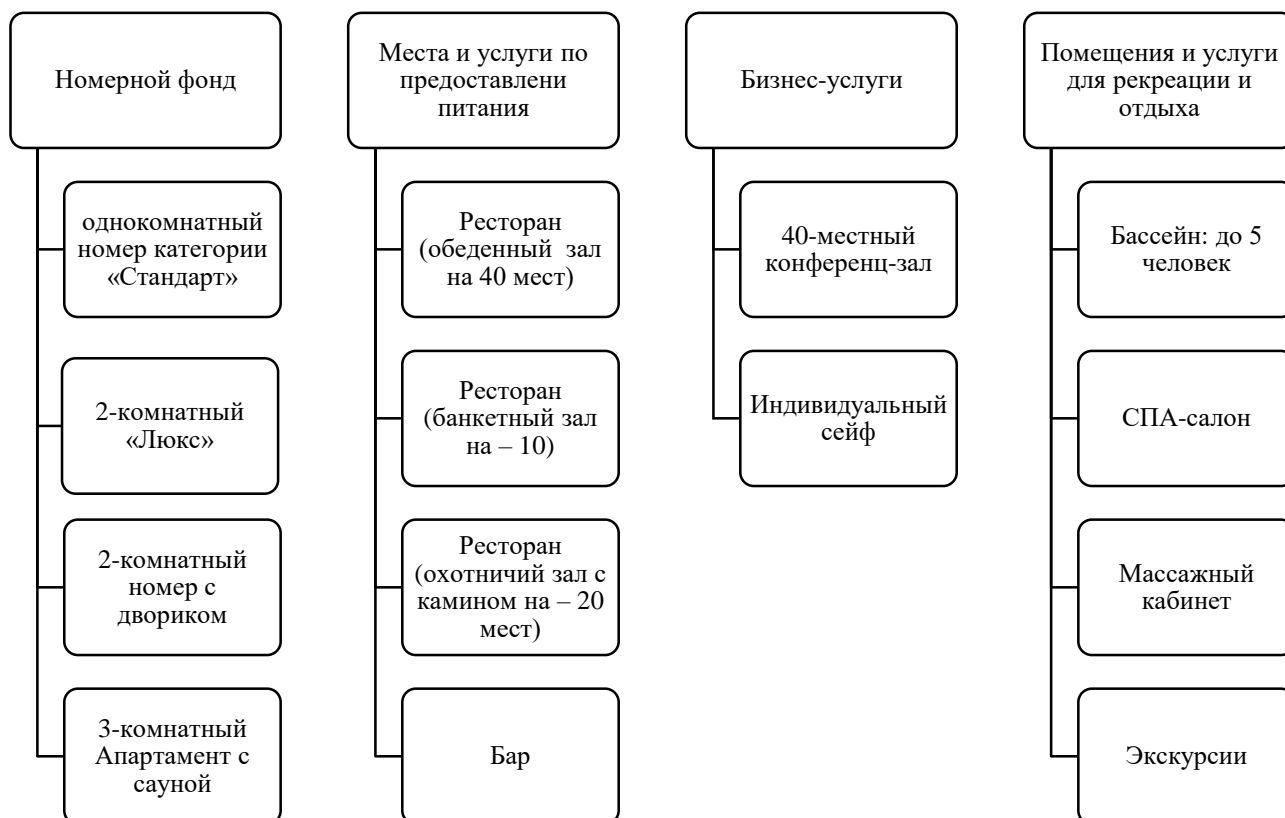 Номерной фонд
однокомнатный
номер категории
«Стандарт»
2-комнатный
«Люкс»
2-комнатный
номер с
двориком
3-комнатный
Апартамент с
сауной
Места и услуги по
предоставлени
питания
Ресторан
(обеденный зал
на 40 мест)
Ресторан
(банкетный зал
на – 10)
Ресторан
(охотничий зал с
камином на – 20
мест)
Бар
Бизнес-услуги
40-местный
конференц-зал
Индивидуальный
сейф
Помещения и услуги
для рекреации и
отдыха
Бассейн: до 5
человек
СПА-салон
Массажный
кабинет
Экскурсии